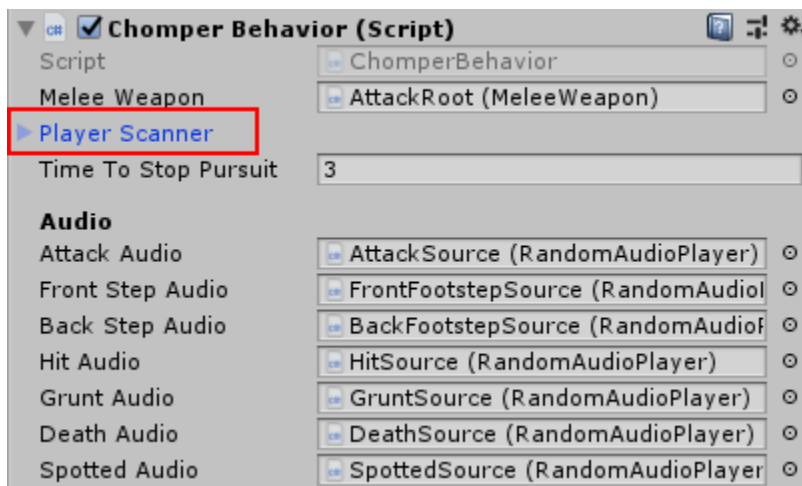 Chomper Behavior (Script)
Script ChomperBehavior
Melee Weapon AttackRoot (MeleeWeapon)
Player Scanner
Time To Stop Pursuit 3
Audio
Attack Audio AttackSource (RandomAudioPlayer)
Front Step Audio FrontFootstepSource (RandomAudioI
Back Step Audio BackFootstepSource (RandomAudioF
Hit Audio HitSource (RandomAudioPlayer)
Grunt Audio GruntSource (RandomAudioPlayer)
Death Audio DeathSource (RandomAudioPlayer)
Spotted Audio SpottedSource (RandomAudioPlayer